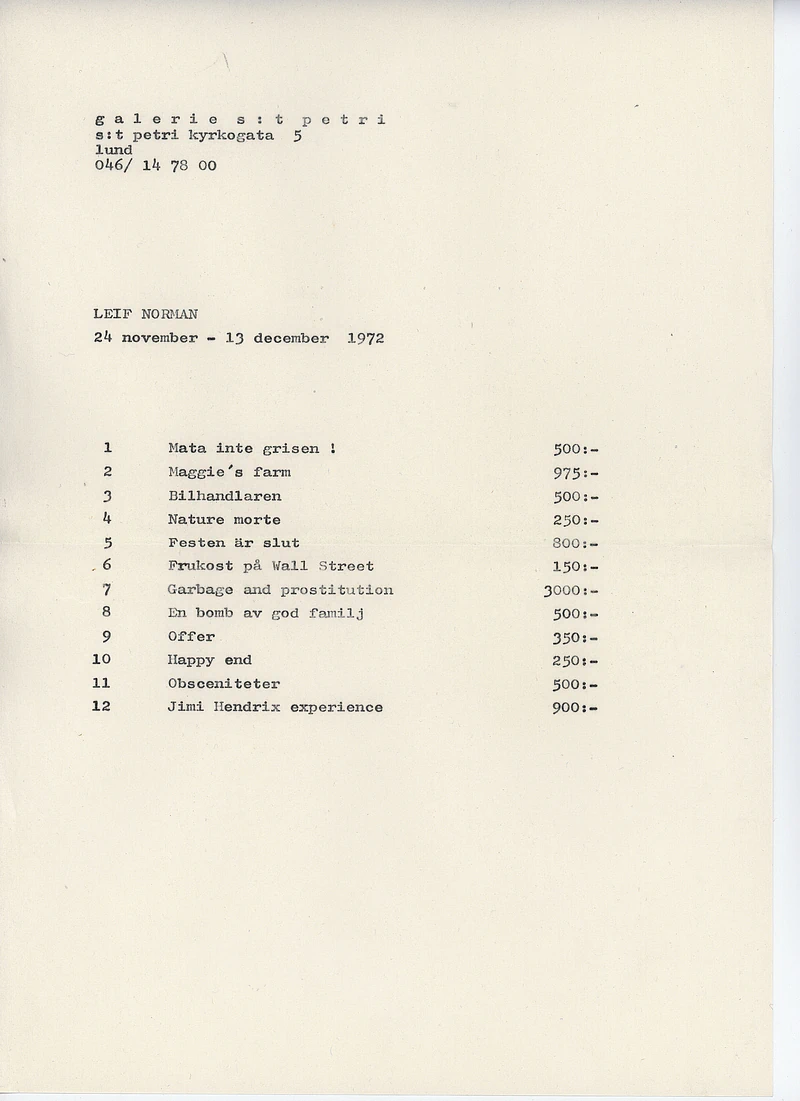 galerie s:t petri
s:t petri kyrkogata 5
lund
046/ 14 78 00
LEIF NORMAN
24 november - 13 december 1972
1 Mata inte grisen ! 500:-
2 Maggie's farm 975:-
3 Bilhandlaren 500:-
4 Nature morte 250:-
5 Festen är slut 800:-
6 Frukost på Wall Street 150:-
7 Garbage and prostitution 3000:-
8 En bomb av god familj 500:-
9 Offer 350:-
10 Happy end 250:-
11 Obsceniteter 500:-
12 Jimi Hendrix experience 900:-